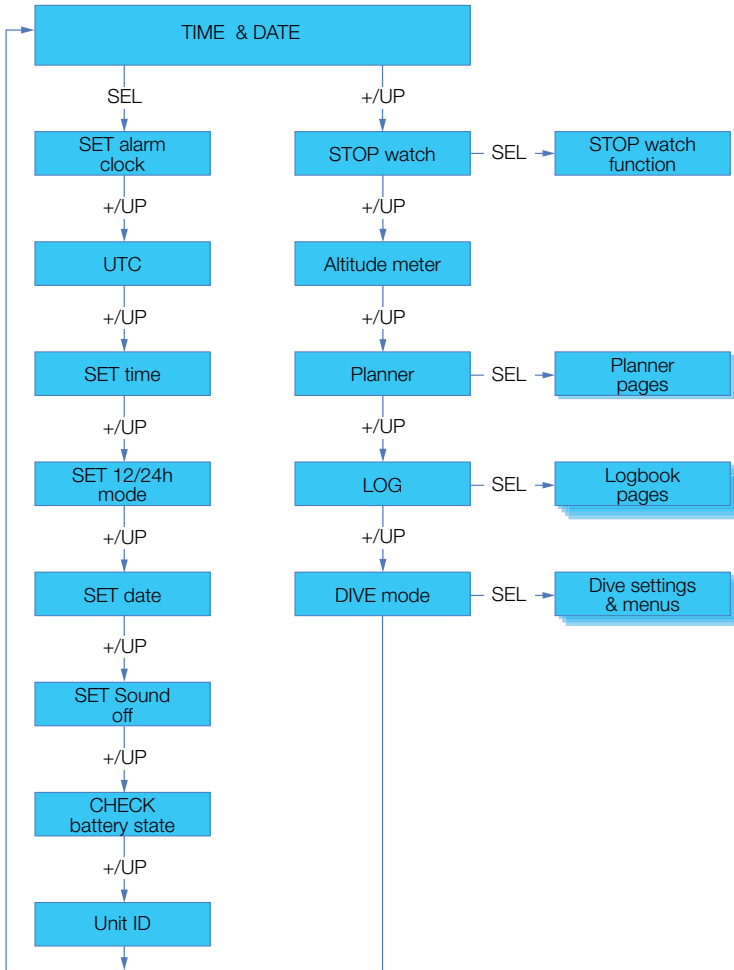 TIME & DATE
SEL
+/UP
SET alarm
clock
STOP watch
SEL
STOP watch
function
+/UP
+/UP
UTC
Altitude meter
+/UP
+/UP
SET time
Planner
SEL
Planner
pages
+/UP
+/UP
SET 12/24h
mode
LOG
SEL
Logbook
pages
+/UP
+/UP
SET date
DIVE mode
SEL
Dive settings
& menus
+/UP
SET Sound
off
+/UP
CHECK
battery state
+/UP
Unit ID